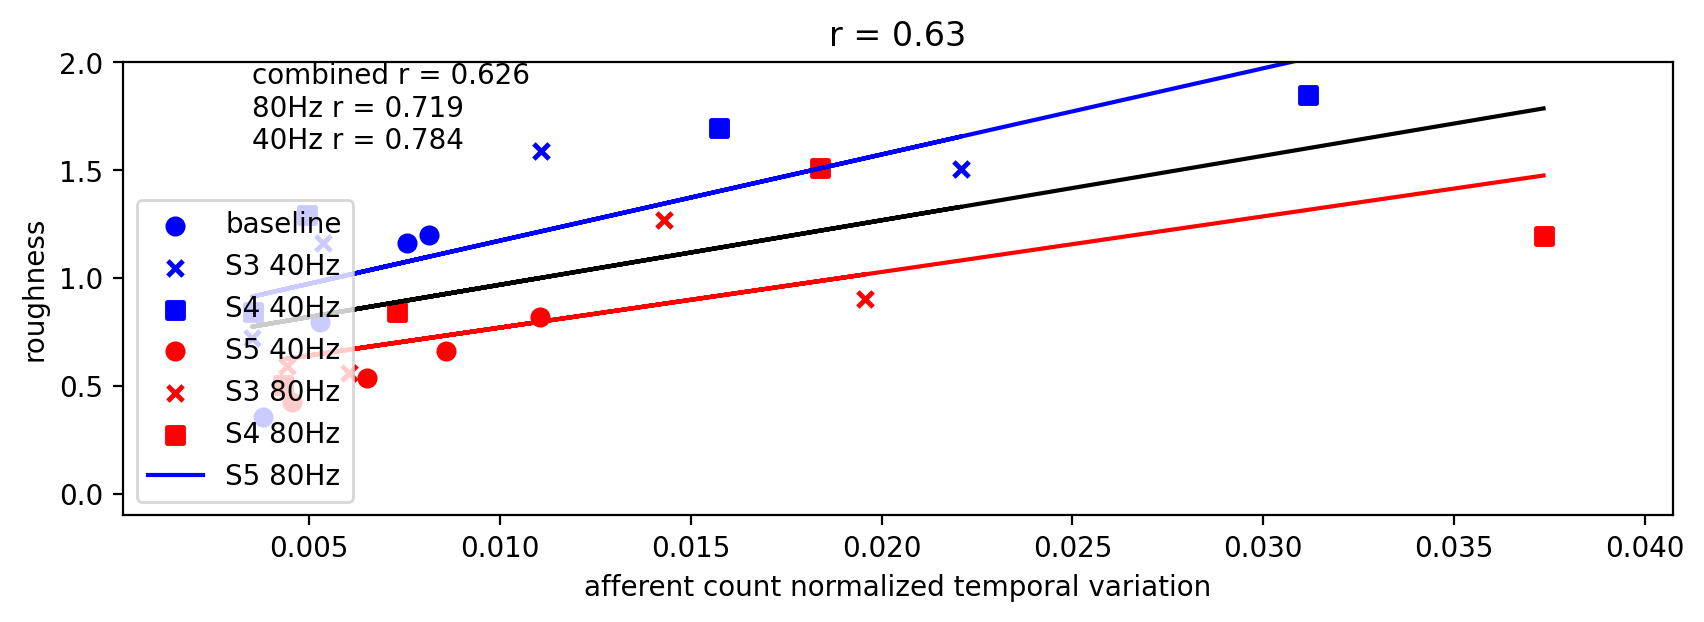 r = 0.63
combined r = 0.626
80Hz r = 0.719
40Hz r = 0.784
2.0
1.5
1.0
0.5
0.0
roughness
baseline
S3 40Hz
S4 40Hz
S5 40Hz
S3 80Hz
S4 80Hz
S5 80Hz
0.005 0.010 0.015 0.020 0.025 0.030 0.035 0.040
afferent count normalized temporal variation